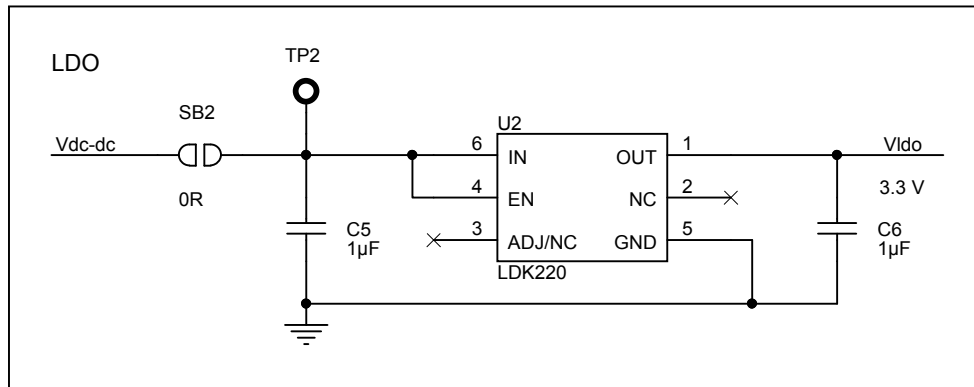 LDO
TP2
SB2
Vdc-dc
0R
C5
1µF
U2
6 IN OUT 1
4 EN NC 2
3 ADJ/NC GND 5
LDK220
Vldo
3.3 V
C6
1µF